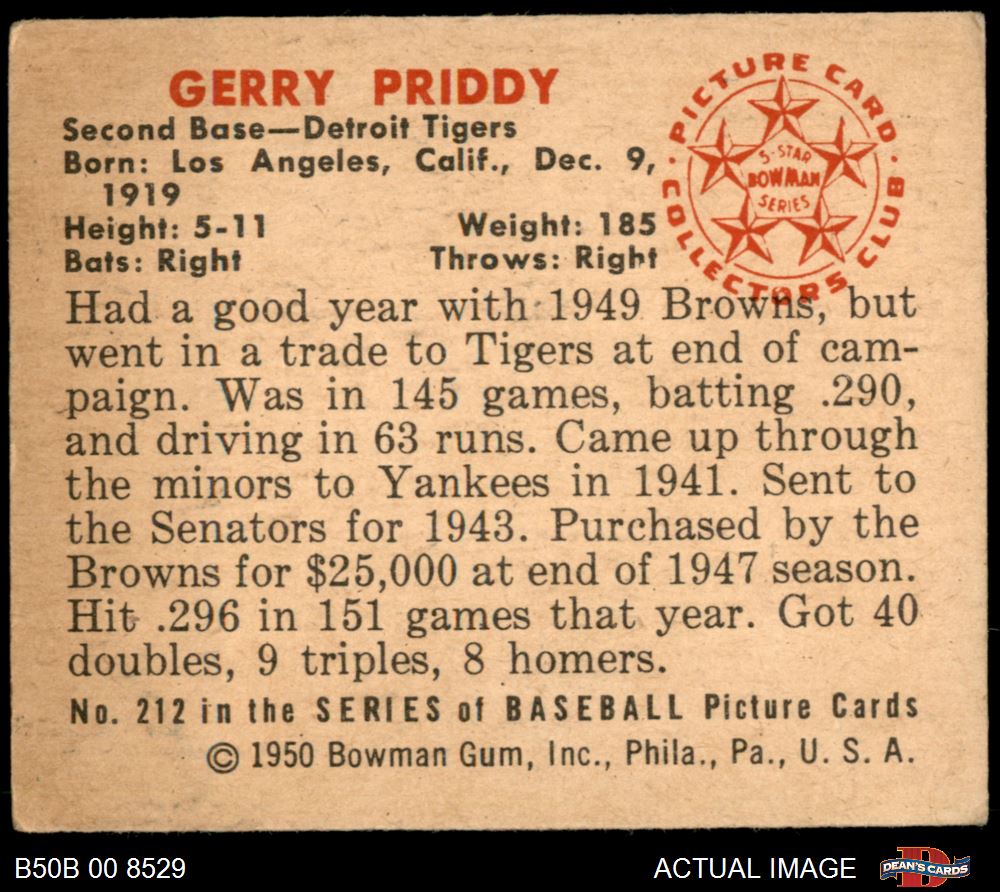 GERRY PRIDDY
Second Base—Detroit Tigers
Born: Los Angeles, Calif., Dec. 9,
1919
Height: 5-11 Weight: 185
Bats: Right Throws: Right
PICTURE CARD
COLLECTORS CLUB
5-STAR
BOWMAN
SERIES
Had a good year with 1949 Browns, but
went in a trade to Tigers at end of cam-
paign. Was in 145 games, batting .290,
and driving in 63 runs. Came up through
the minors to Yankees in 1941. Sent to
the Senators for 1943. Purchased by the
Browns for $25,000 at end of 1947 season.
Hit .296 in 151 games that year. Got 40
doubles, 9 triples, 8 homers.
No. 212 in the SERIES of BASEBALL Picture Cards
© 1950 Bowman Gum, Inc., Phila., Pa., U. S. A.
B50B 00 8529 ACTUAL IMAGE DEAN'S CARDS